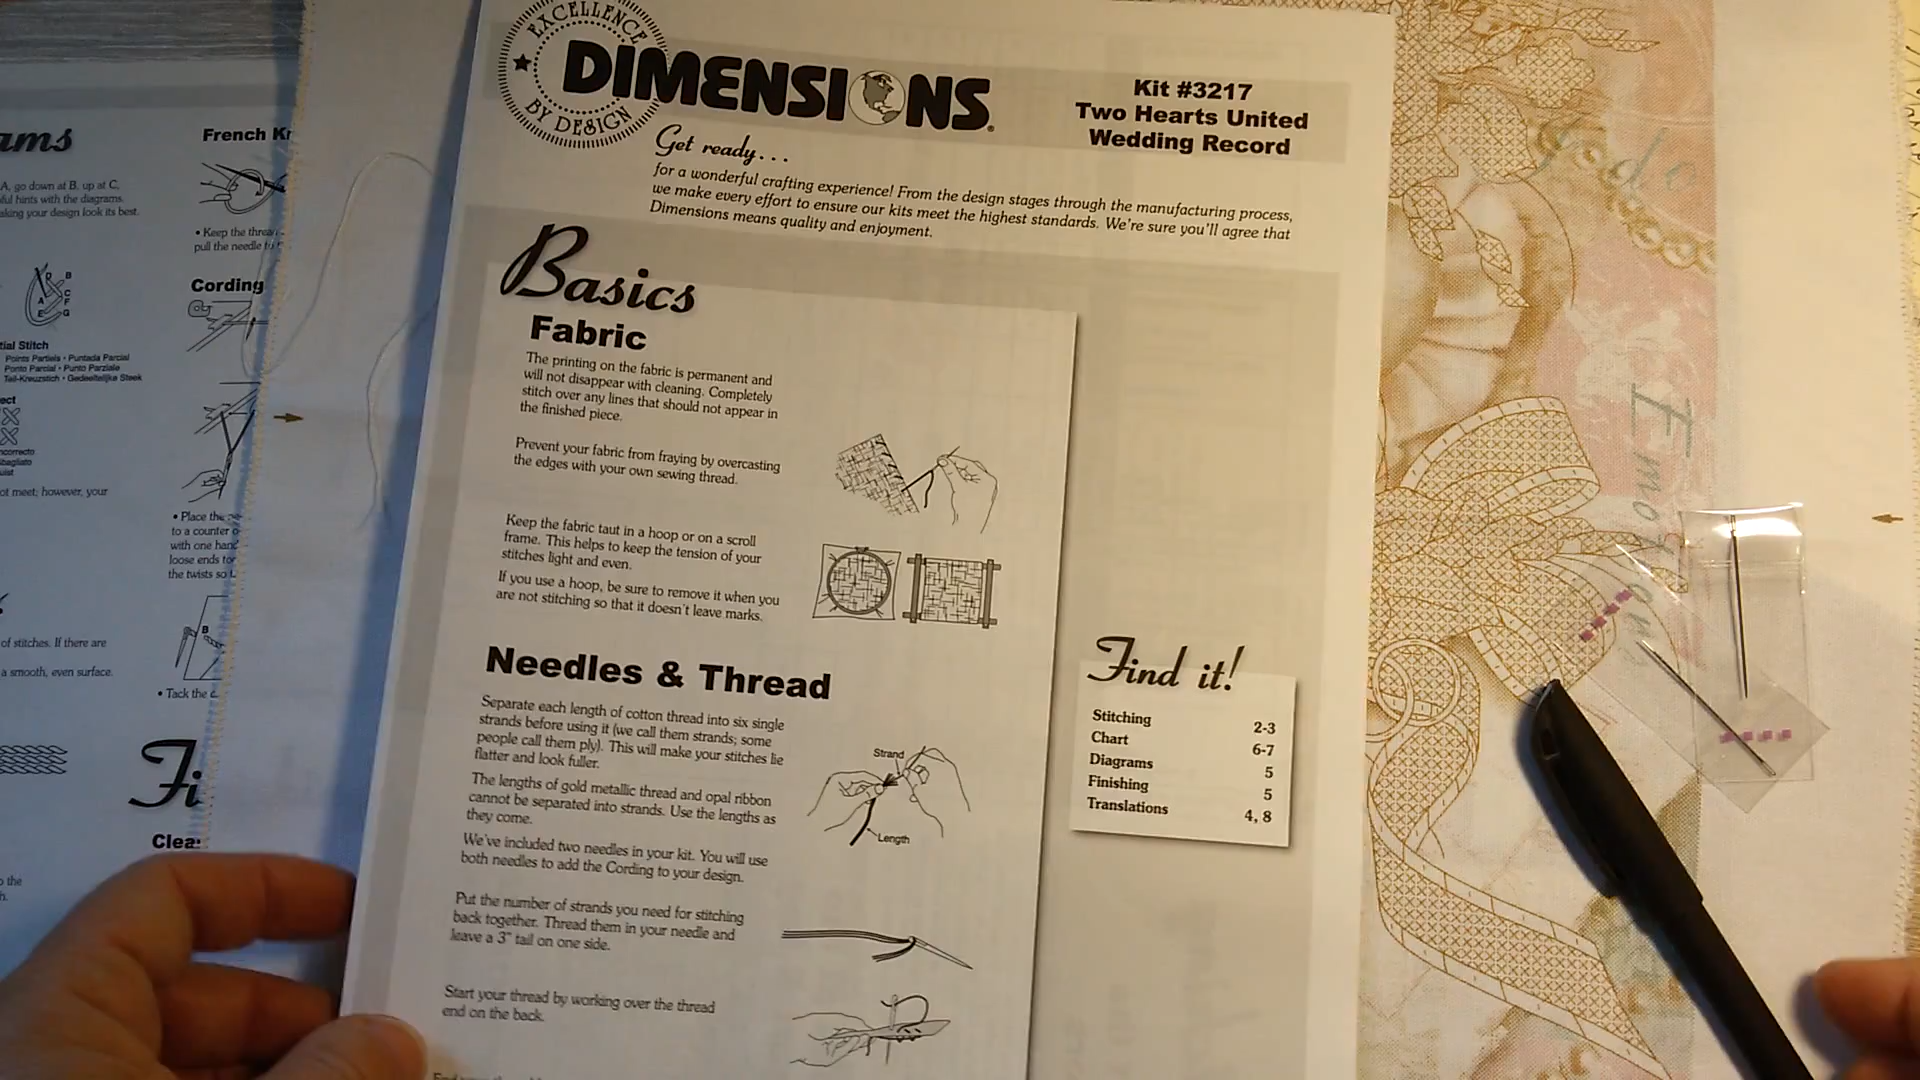 EXCELLENCE
BY DESIGN
DIMENSIONS
Kit #3217
Two Hearts United
Wedding Record
Get ready...
for a wonderful crafting experience! From the design stages through the manufacturing process,
we make every effort to ensure our kits meet the highest standards. We're sure you'll agree that
Dimensions means quality and enjoyment.
Basics
Fabric
The printing on the fabric is permanent and
will not disappear with cleaning. Completely
stitch over any lines that should not appear in
the finished piece.
Prevent your fabric from fraying by overcasting
the edges with your own sewing thread.
Keep the fabric taut in a hoop or on a scroll
frame. This helps to keep the tension of your
stitches light and even.
If you use a hoop, be sure to remove it when you
are not stitching so that it doesn't leave marks.
Needles & Thread
Separate each length of cotton thread into six single
strands before using it (we call them strands; some
people call them ply). This will make your stitches lie
flatter and look fuller.
Strand
Length
The lengths of gold metallic thread and opal ribbon
cannot be separated into strands. Use the lengths as
they come.
We've included two needles in your kit. You will use
both needles to add the Cording to your design.
Put the number of strands you need for stitching
back together. Thread them in your needle and
leave a 3" tail on one side.
Start your thread by working over the thread
end on the back.
Find it!
Stitching 2-3
Chart 6-7
Diagrams 5
Finishing 5
Translations 4, 8
ams
A, go down at B, up at C,
ful hints with the diagrams.
aking your design look its best.
B
C
F
G
A
E
D
tial Stitch
Points Partiels • Puntada Parcial
Ponto Parcial • Punto Parziale
Teil-Kreuzstich • Gedeeltelijke Steek
ect
ncorrecto
Sbagliato
uist
ot meet; however, your
of stitches. If there are
a smooth, even surface.
Fi
Clea
o the
h.
French Kn
• Keep the threa
pull the needle
Cording
• Place the
to a counter
with one hand
loose ends to
the twists so
B
• Tack the
Emotions